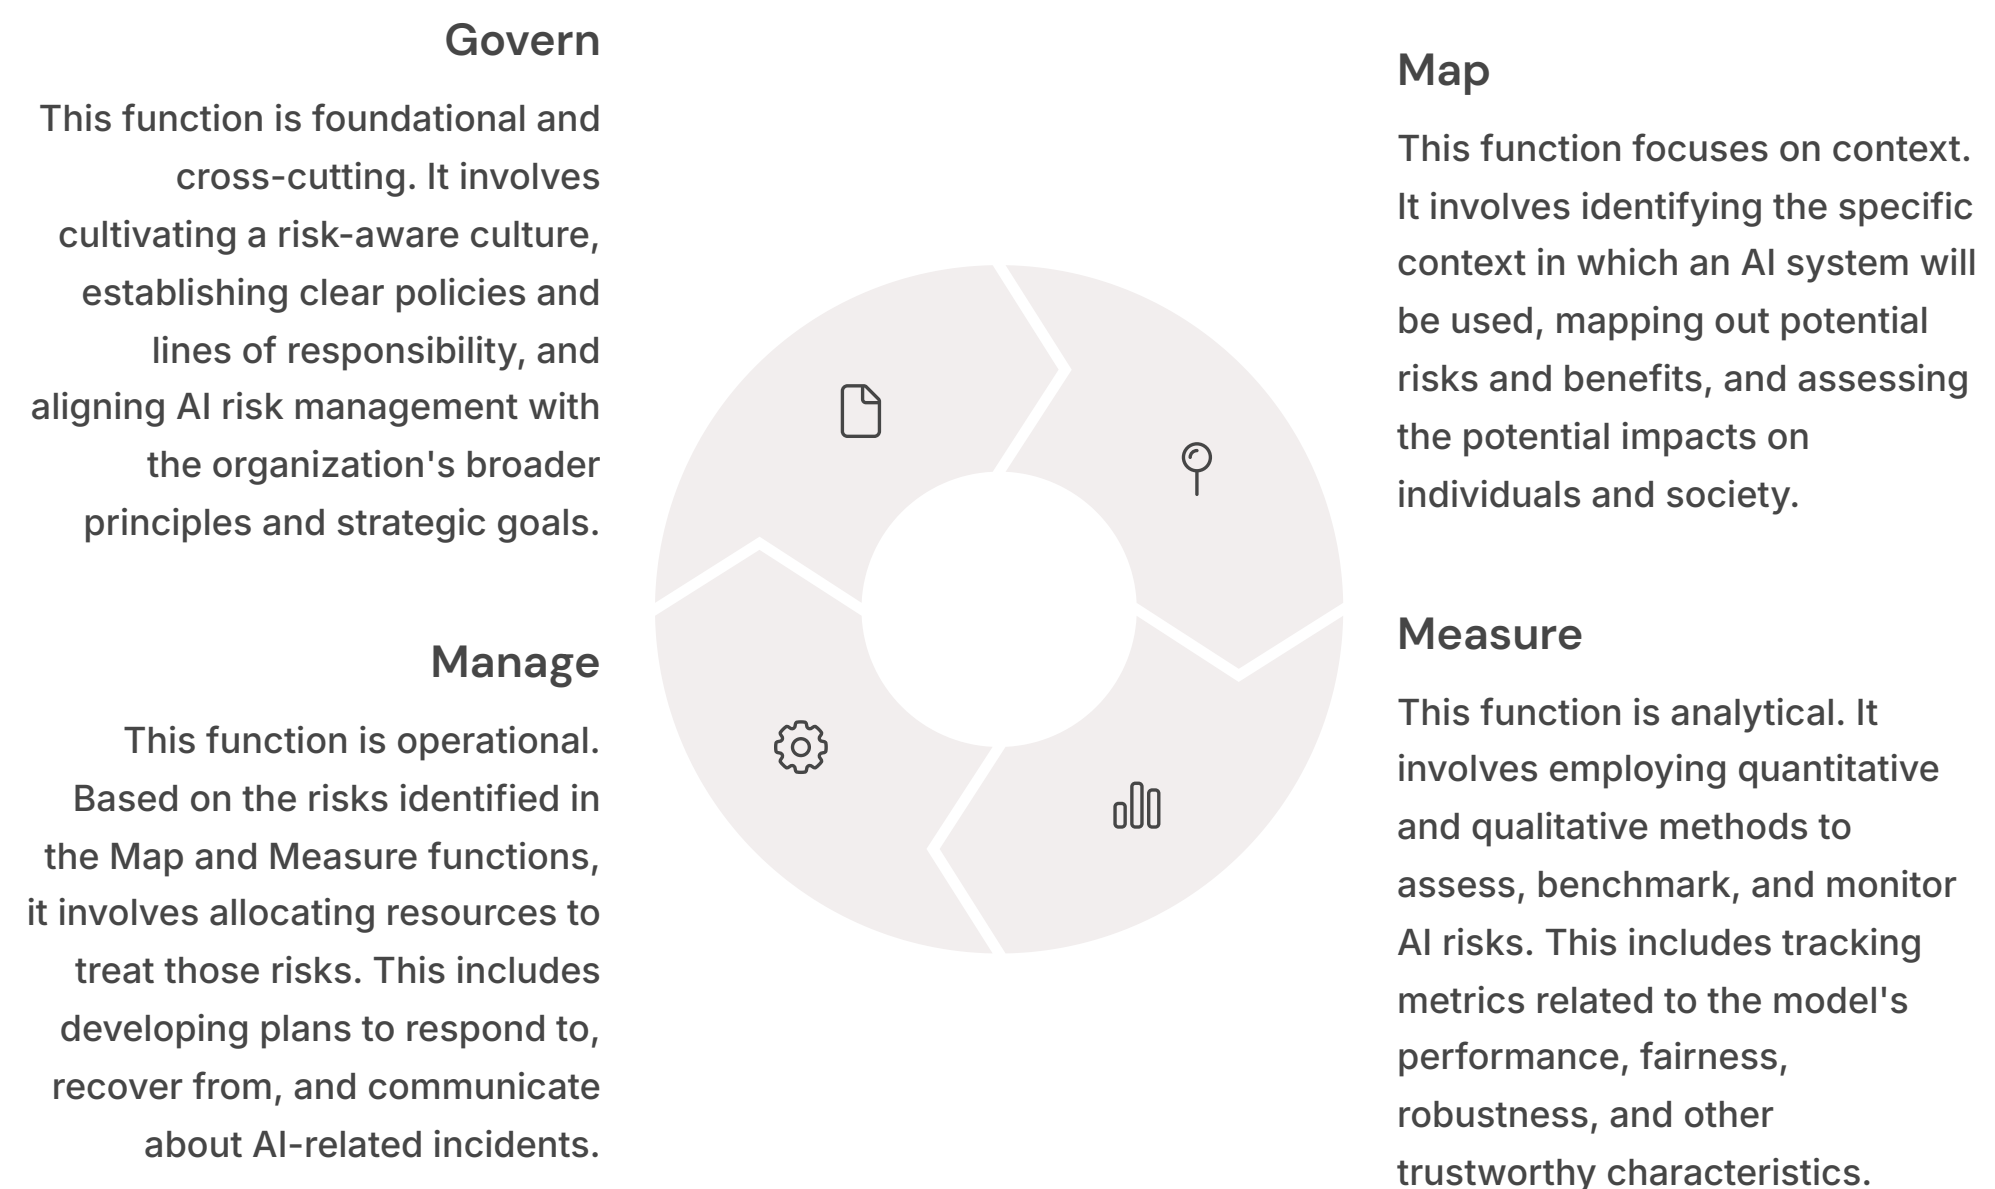 Govern
This function is foundational and
cross-cutting. It involves
cultivating a risk-aware culture,
establishing clear policies and
lines of responsibility, and
aligning AI risk management with
the organization's broader
principles and strategic goals.
Map
This function focuses on context.
It involves identifying the specific
context in which an AI system will
be used, mapping out potential
risks and benefits, and assessing
the potential impacts on
individuals and society.
Measure
This function is analytical. It
involves employing quantitative
and qualitative methods to
assess, benchmark, and monitor
AI risks. This includes tracking
metrics related to the model's
performance, fairness,
robustness, and other
trustworthy characteristics.
Manage
This function is operational.
Based on the risks identified in
the Map and Measure functions,
it involves allocating resources to
treat those risks. This includes
developing plans to respond to,
recover from, and communicate
about AI-related incidents.